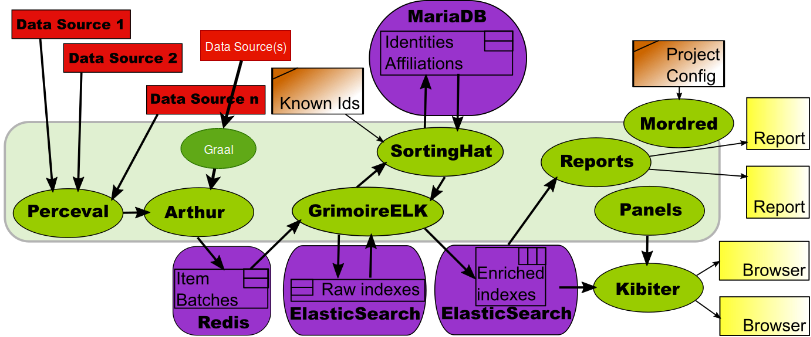 Data Source 1
Data Source 2
Data Source n
Data Source(s)
MariaDB
Identities
Affiliations
Known Ids
Project
Config
Mordred
Report
Graal
SortingHat
Reports
Report
Perceval
Arthur
GrimoireELK
Panels
Item
Batches
Redis
Raw indexes
ElasticSearch
Enriched
indexes
ElasticSearch
Kibiter
Browser
Browser